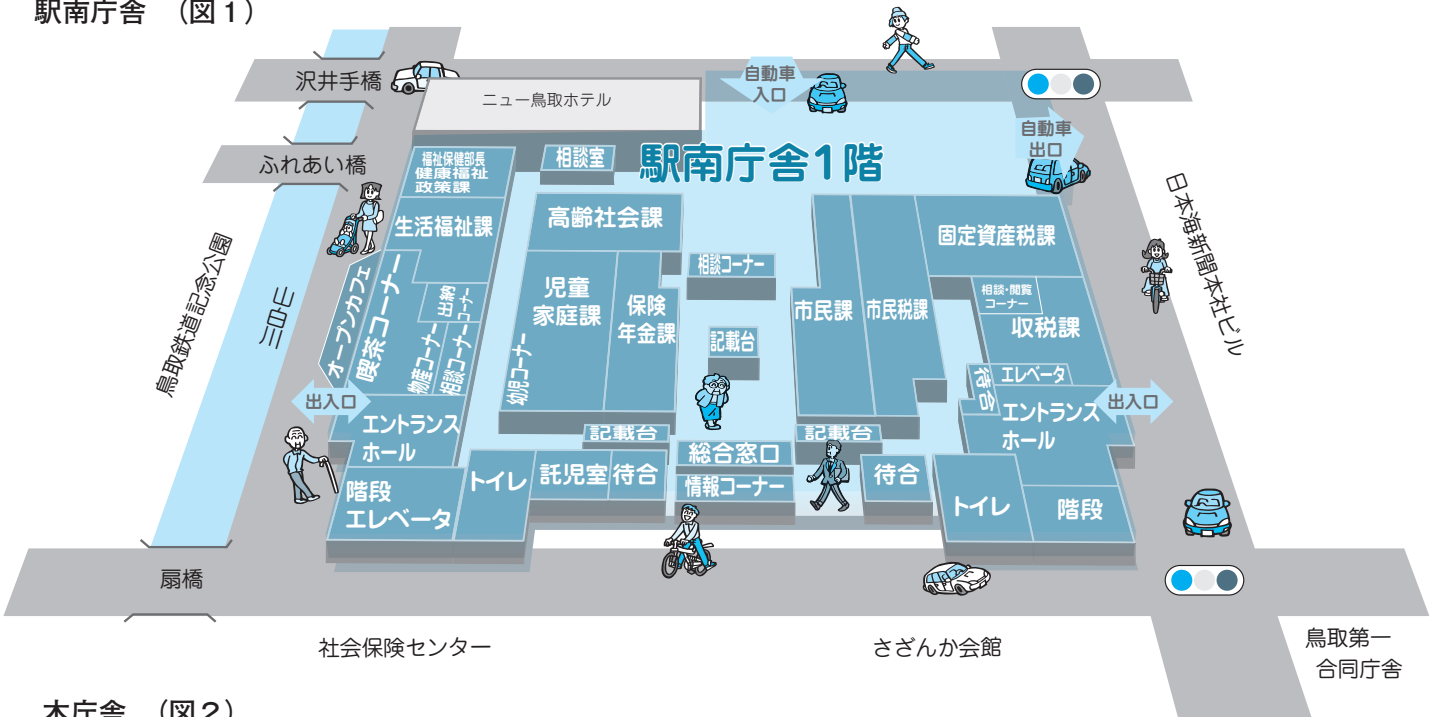 駅南庁舎 （図１）
沢井手橋
ニュー鳥取ホテル
自動車
入口
自動車
出口
ふれあい橋
福祉保健部長
健康福祉
政策課
相談室
駅南庁舎1階
生活福祉課
高齢社会課
固定資産税課
鳥取鉄道記念公園
日本海新聞本社ビル
オープンカフェ
喫茶コーナー
出納
コーナー
物産コーナー
相談コーナー
児童
家庭課
幼児コーナー
保険
年金課
相談コーナー
記載台
市民課
市民税課
相談・閲覧
コーナー
収税課
待合
エレベータ
出入口
エントランス
ホール
記載台
総合窓口
記載台
エントランス
ホール
出入口
階段
エレベータ
トイレ
託児室
待合
情報コーナー
待合
トイレ
階段
扇橋
社会保険センター
さざんか会館
鳥取第一
合同庁舎
本庁舎 （図２）